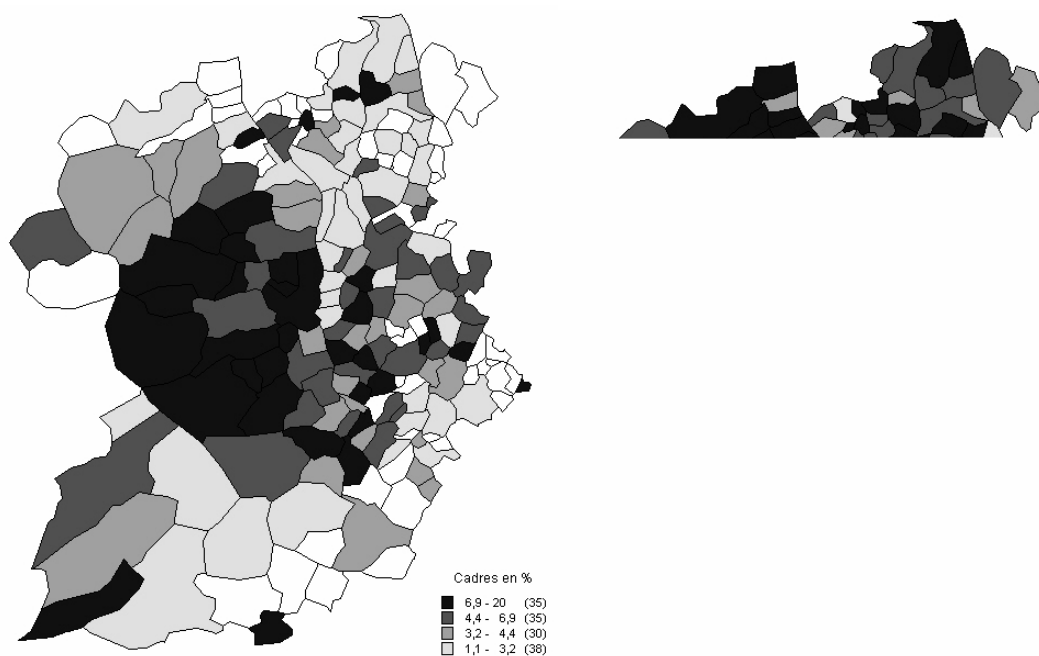 Cadres en %
6,9 - 20 (35)
4,4 - 6,9 (35)
3,2 - 4,4 (30)
1,1 - 3,2 (38)